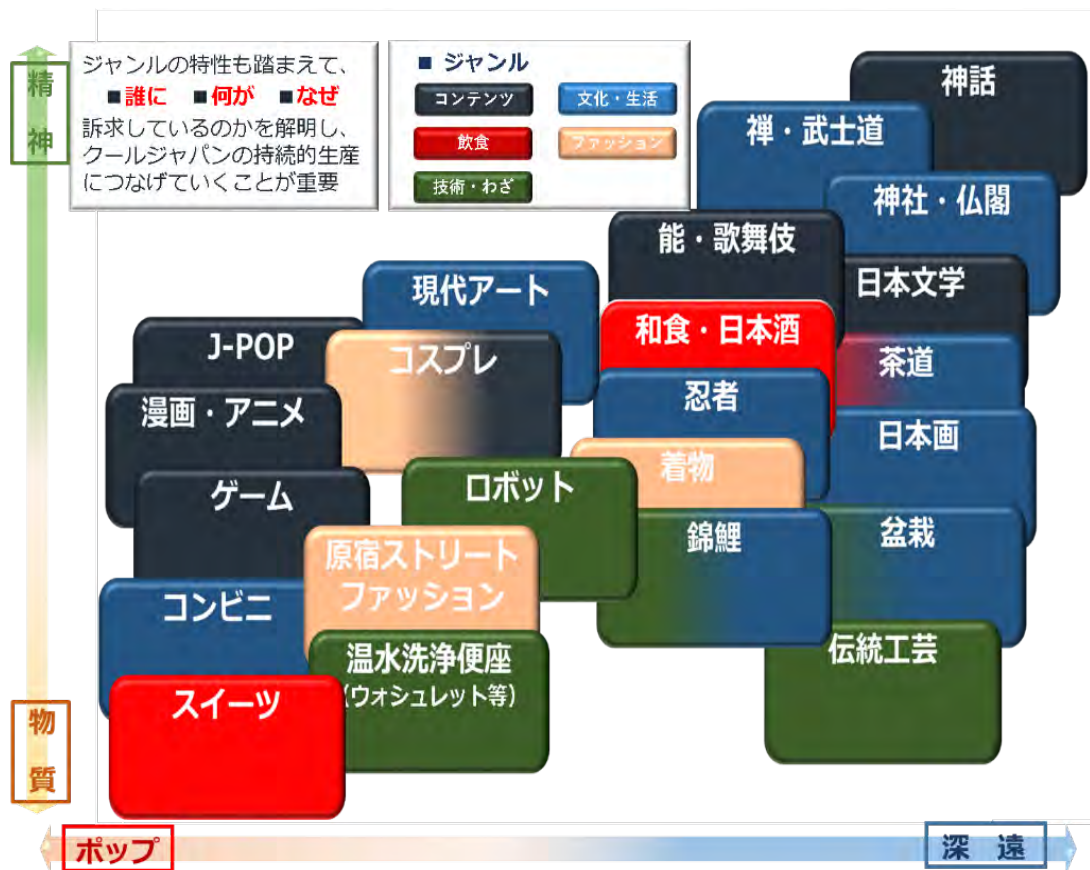 精神
ジャンルの特性も踏まえて、
■誰に ■何が ■なぜ
訴求しているのかを解明し、
クールジャパンの持続的生産
につなげていくことが重要
■ ジャンル
コンテンツ
文化・生活
飲食
ファッション
技術・わざ
神話
禅・武士道
神社・仏閣
能・歌舞伎
日本文学
現代アート
和食・日本酒
J-POP
コスプレ
茶道
忍者
漫画・アニメ
日本画
着物
ロボット
ゲーム
錦鯉
盆栽
原宿ストリート
ファッション
コンビニ
伝統工芸
温水洗浄便座
(ウォシュレット等)
スイーツ
物質
ポップ
深 遠